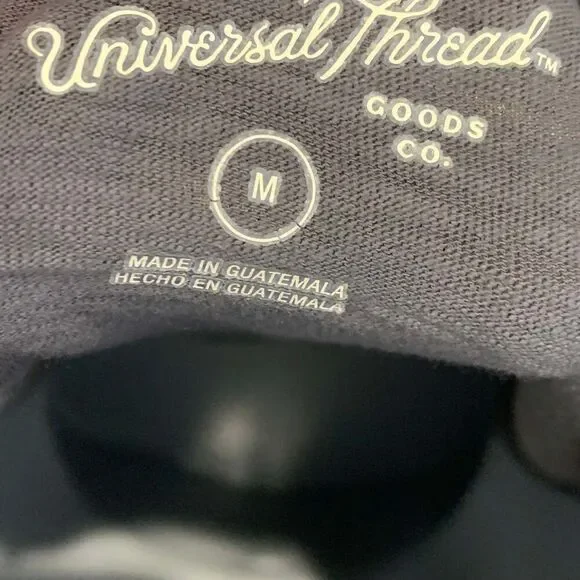 Universal Thread™
GOODS
CO.
M
MADE IN GUATEMALA
HECHO EN GUATEMALA